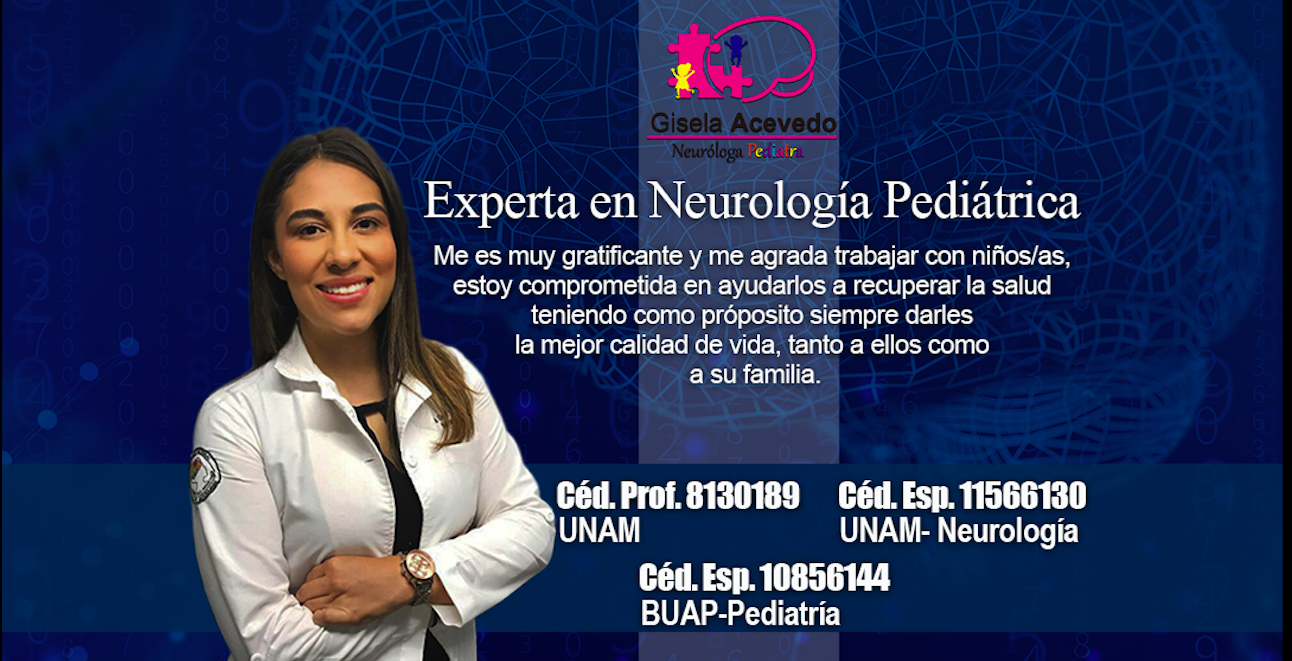 Gisela Acevedo
Neuróloga Pediatra
Experta en Neurología Pediátrica
Me es muy gratificante y me agrada trabajar con niños/as,
estoy comprometida en ayudarlos a recuperar la salud
teniendo como próposito siempre darles
la mejor calidad de vida, tanto a ellos como
a su familia.
Céd. Prof. 8130189
UNAM
Céd. Esp. 11566130
UNAM- Neurología
Céd. Esp. 10856144
BUAP-Pediatría